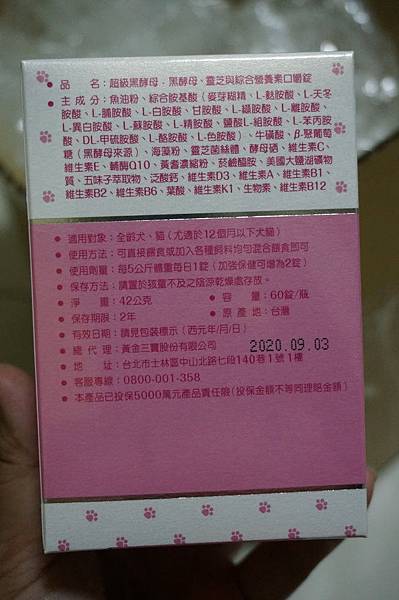 ● 品　　名：超級黑酵母－黑酵母、靈芝與綜合營養素口嚼錠
● 主 成 分：魚油粉、綜合胺基酸（麥芽糊精、L-麩胺酸、L-天冬
胺酸、L-脯胺酸、L-白胺酸、甘胺酸、L-纈胺酸、L-離胺酸、
L-異白胺酸、L-蘇胺酸、L-精胺酸、鹽酸L-組胺酸、L-苯丙胺
酸、DL-甲硫胺酸、L-酪胺酸、L-色胺酸）、牛磺酸、β-聚葡萄
糖（黑酵母來源）、海藻粉、靈芝菌絲體、酵母硒、維生素C、
維生素E、輔酶Q10、黃耆濃縮粉、菸鹼醯胺、美國大鹽湖礦物
質、五味子萃取物、泛酸鈣、維生素D3、維生素A、維生素B1、
維生素B2、維生素B6、葉酸、維生素K1、生物素、維生素B12
● 適用對象：全齡犬、貓（尤適於12個月以下犬貓）
● 使用方法：可直接餵食或加入各種飼料均勻混合餵食即可
● 使用劑量：每5公斤體重每日1錠（加強保健可增為2錠）
● 保存方法：請置於孩童不及之陰涼乾燥處存放。
● 淨　　重：42公克 ● 容　　量：60錠/瓶
● 保存期限：2年 ● 原 產 地：台灣
● 有效日期：請見包裝標示（西元年/月/日）
● 總 代 理：黃金三寶股份有限公司 2020.09.03
● 地　　址：台北市士林區中山北路七段140巷1號1樓
● 客服專線：0800-001-358
● 本產品已投保5000萬元產品責任險（投保金額不等同理賠金額）